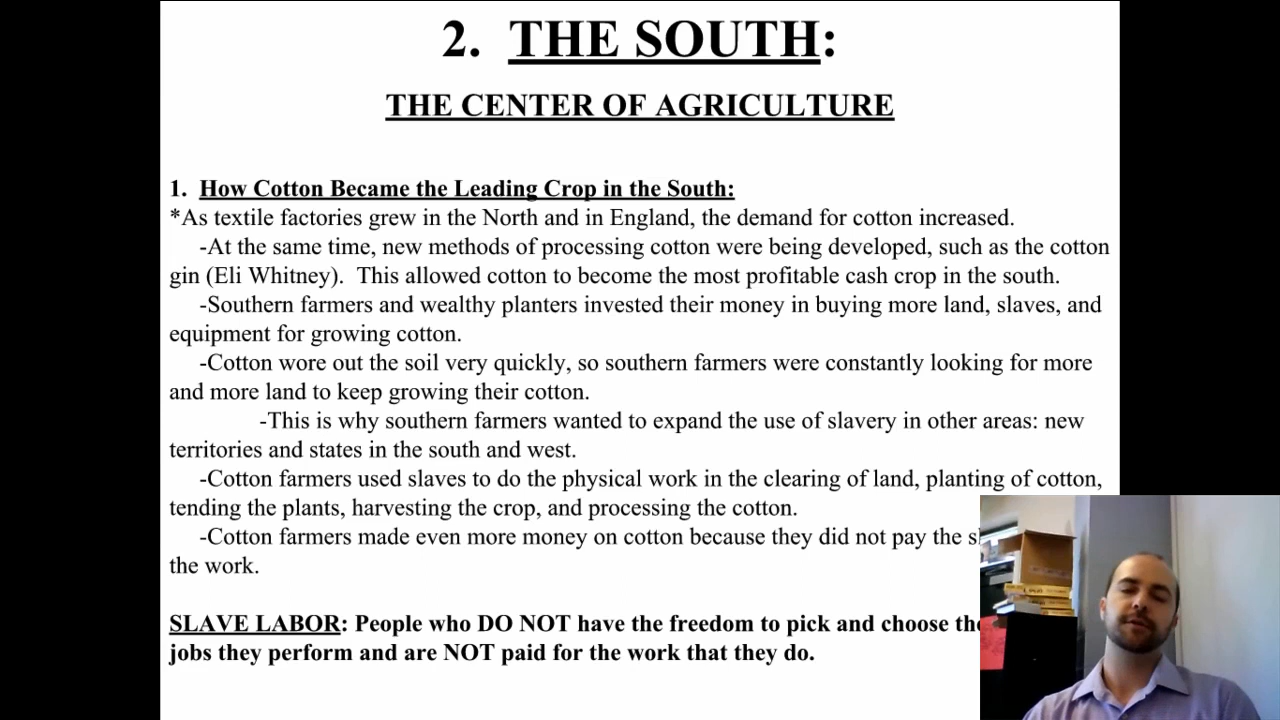 2. THE SOUTH:
THE CENTER OF AGRICULTURE
1. How Cotton Became the Leading Crop in the South:
*As textile factories grew in the North and in England, the demand for cotton increased.
-At the same time, new methods of processing cotton were being developed, such as the cotton
gin (Eli Whitney). This allowed cotton to become the most profitable cash crop in the south.
-Southern farmers and wealthy planters invested their money in buying more land, slaves, and
equipment for growing cotton.
-Cotton wore out the soil very quickly, so southern farmers were constantly looking for more
and more land to keep growing their cotton.
-This is why southern farmers wanted to expand the use of slavery in other areas: new
territories and states in the south and west.
-Cotton farmers used slaves to do the physical work in the clearing of land, planting of cotton,
tending the plants, harvesting the crop, and processing the cotton.
-Cotton farmers made even more money on cotton because they did not pay the
the work.
SLAVE LABOR: People who DO NOT have the freedom to pick and choose
jobs they perform and are NOT paid for the work that they do.